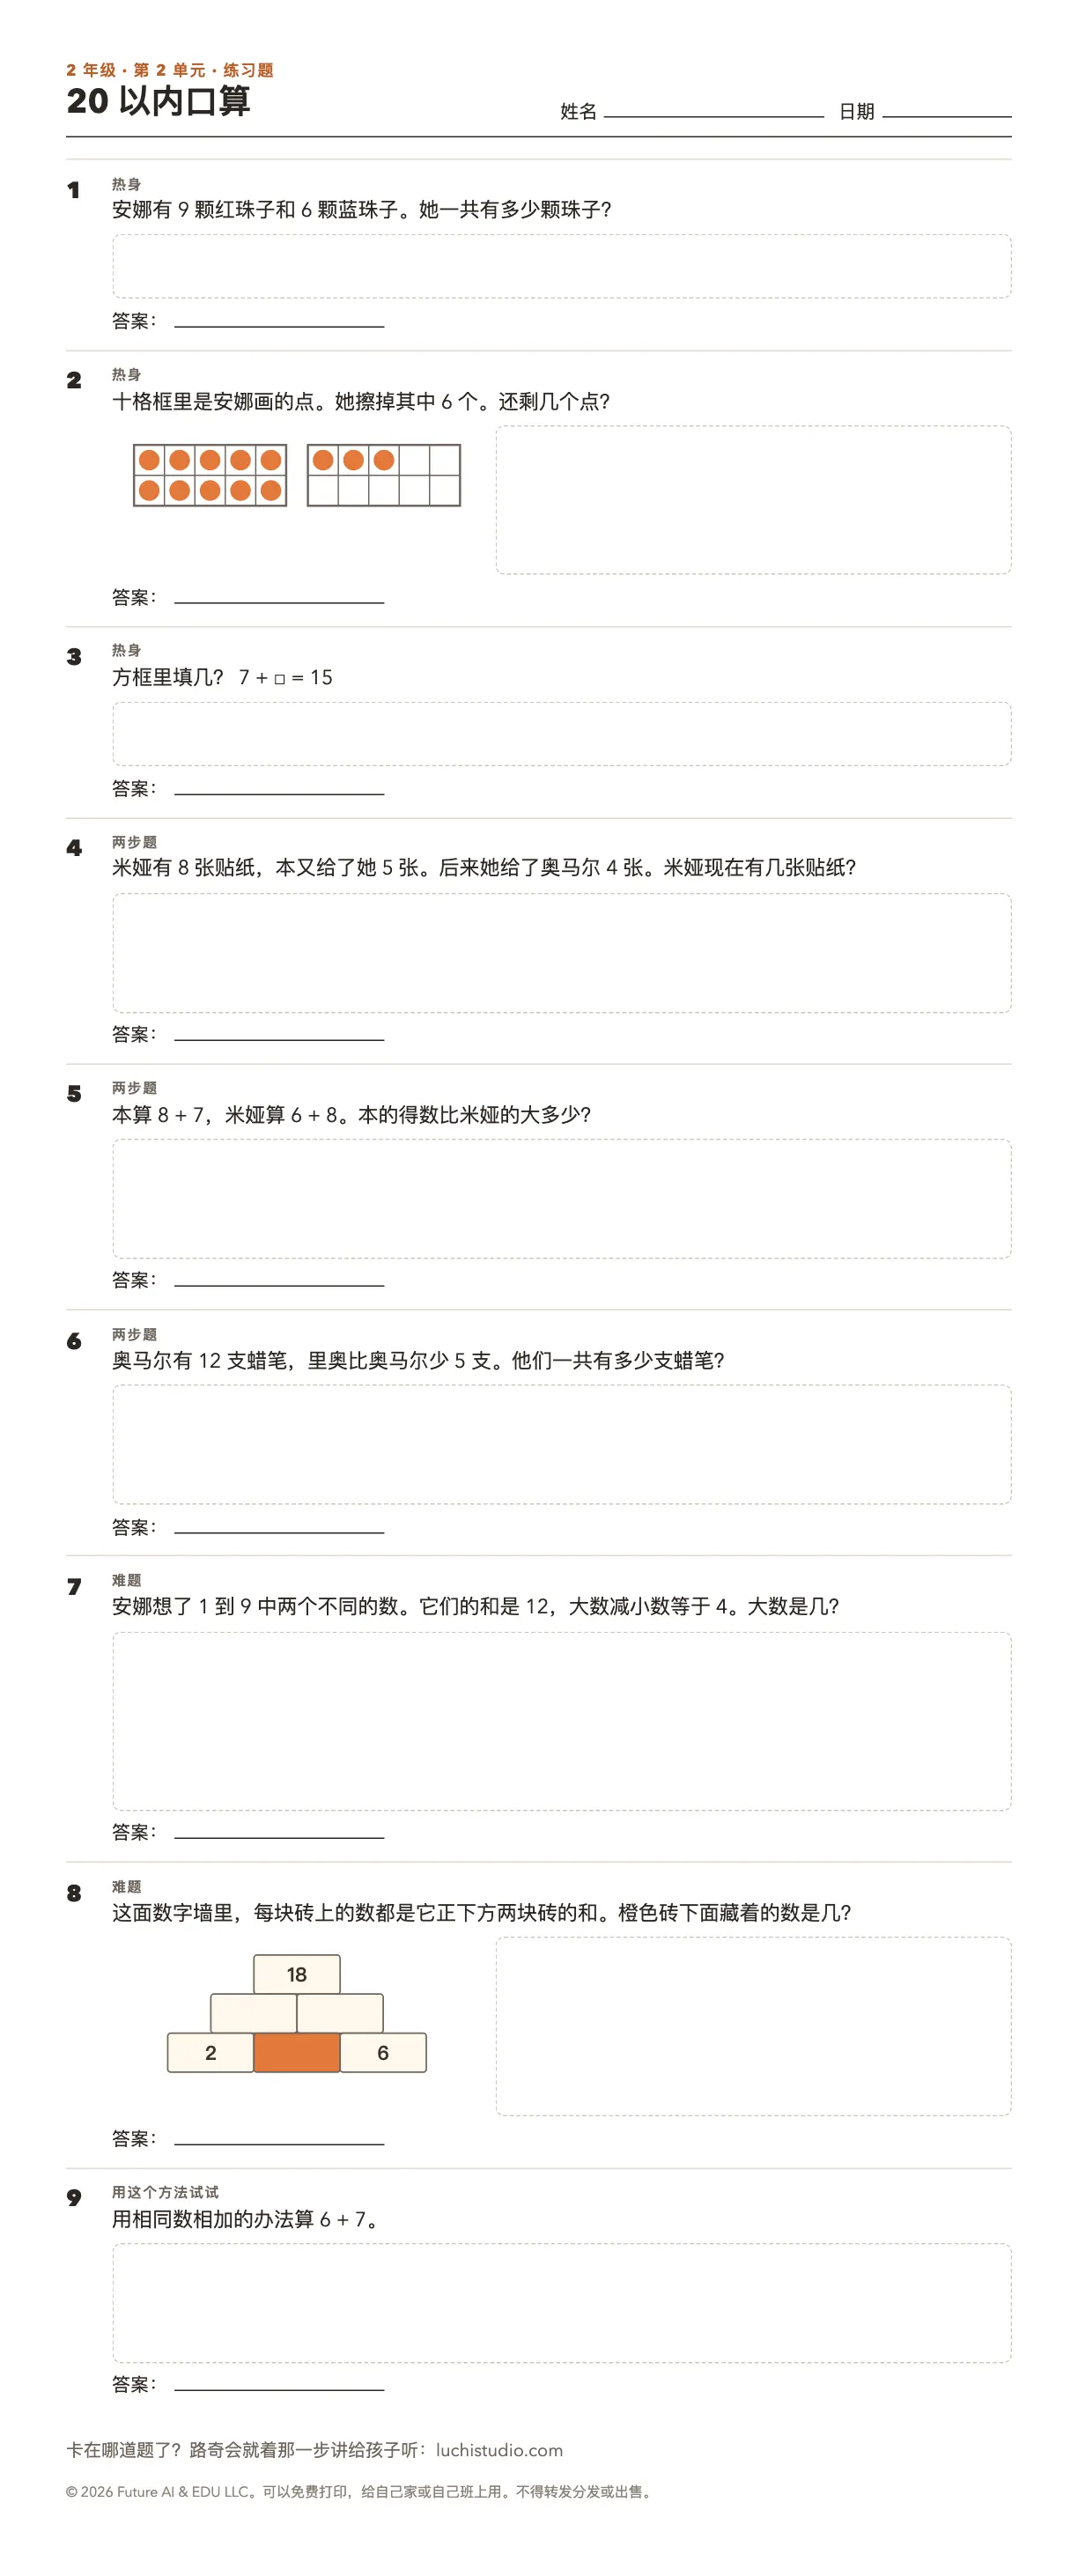 2 年级 · 第 2 单元 · 练习题
20 以内口算
姓名 日期
1
热身
安娜有 9 颗红珠子和 6 颗蓝珠子。她一共有多少颗珠子？
答案：
2
热身
十格框里是安娜画的点。她擦掉其中 6 个。还剩几个点？
答案：
3
热身
方框里填几？ 7 + □ = 15
答案：
4
两步题
米娅有 8 张贴纸，本又给了她 5 张。后来她给了奥马尔 4 张。米娅现在有几张贴纸？
答案：
5
两步题
本算 8 + 7，米娅算 6 + 8。本的得数比米娅的大多少？
答案：
6
两步题
奥马尔有 12 支蜡笔，里奥比奥马尔少 5 支。他们一共有多少支蜡笔？
答案：
7
难题
安娜想了 1 到 9 中两个不同的数。它们的和是 12，大数减小数等于 4。大数是几？
答案：
8
难题
这面数字墙里，每块砖上的数都是它正下方两块砖的和。橙色砖下面藏着的数是几？
18
2 6
答案：
9
用这个方法试试
用相同数相加的办法算 6 + 7。
答案：
卡在哪道题了？路奇会就着那一步讲给孩子听：luchistudio.com
© 2026 Future AI & EDU LLC。可以免费打印，给自己家或自己班上用。不得转发分发或出售。